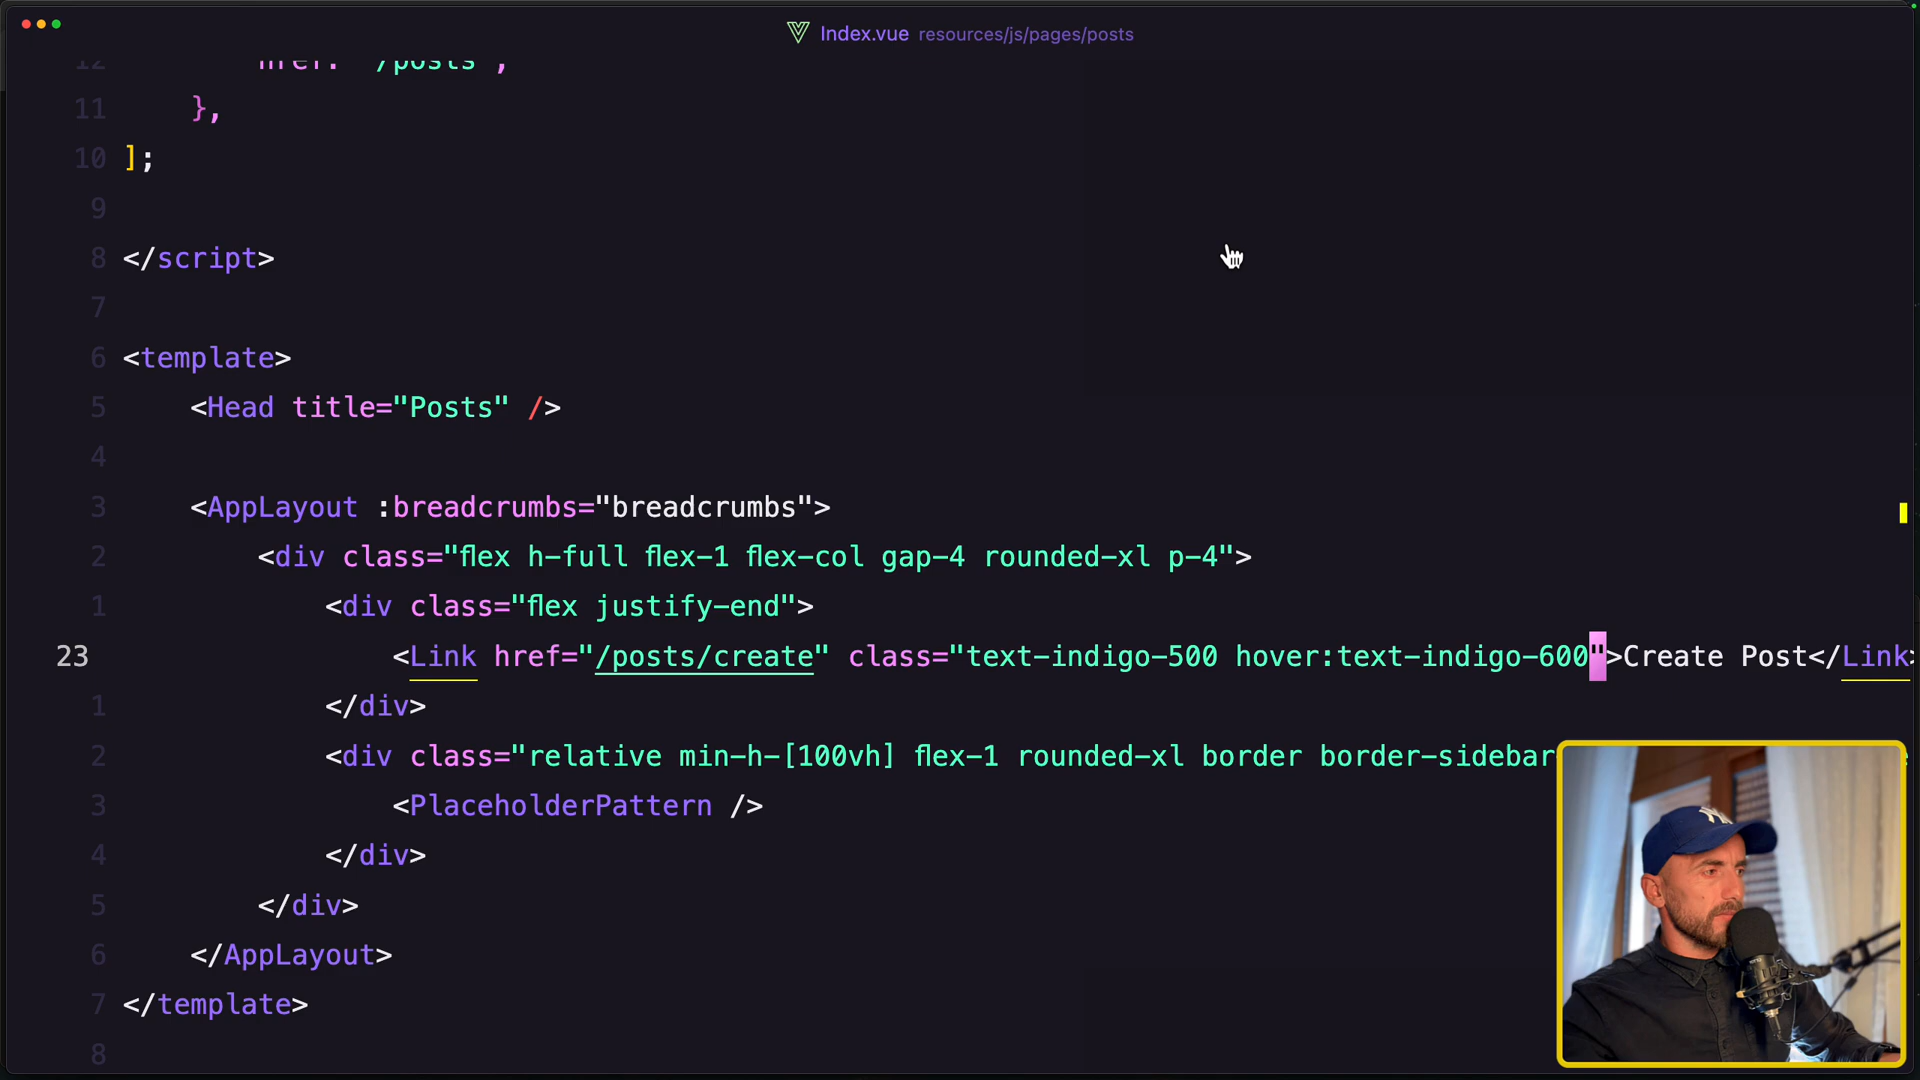 Index.vue resources/js/pages/posts
12 href: '/posts',
11 },
10 ];
9
8 </script>
7
6 <template>
5 <Head title="Posts" />
4
3 <AppLayout :breadcrumbs="breadcrumbs">
2 <div class="flex h-full flex-1 flex-col gap-4 rounded-xl p-4">
1 <div class="flex justify-end">
23 <Link href="/posts/create" class="text-indigo-500 hover:text-indigo-600">Create Post</Link>
1 </div>
2 <div class="relative min-h-[100vh] flex-1 rounded-xl border border-sidebar
3 <PlaceholderPattern />
4 </div>
5 </div>
6 </AppLayout>
7 </template>
8